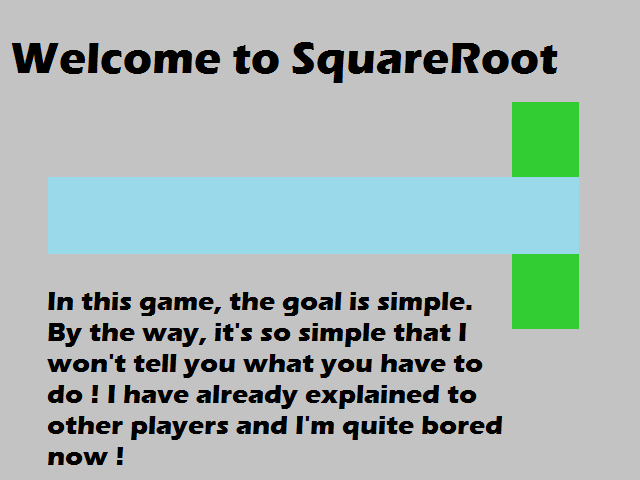 Welcome to SquareRoot
In this game, the goal is simple.
By the way, it's so simple that I
won't tell you what you have to
do ! I have already explained to
other players and I'm quite bored
now !